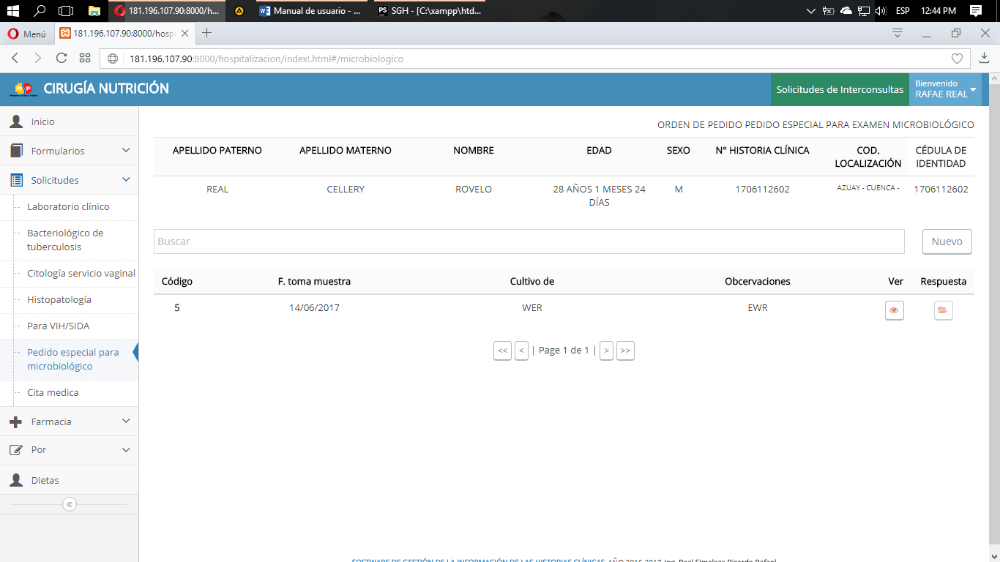 181.196.107.90:8000/h...
Manual de usuario - ...
PS
SGH - [C:\xampp\htd...
ESP
12:44 PM
Menú
181.196.107.90:8000/hosp
181.196.107.90:8000/hospitalizacion/index!.html#/microbiologico
CIRUGÍA NUTRICIÓN
Solicitudes de Interconsultas
Bienvenido
RAFAE REAL
Inicio
Formularios
Solicitudes
Laboratorio clínico
Bacteriológico de
tuberculosis
Citología servicio vaginal
Histopatología
Para VIH/SIDA
Pedido especial para
microbiológico
Cita medica
Farmacia
Por
Dietas
ORDEN DE PEDIDO PEDIDO ESPECIAL PARA EXAMEN MICROBIOLÓGICO
APELLIDO PATERNO APELLIDO MATERNO NOMBRE EDAD SEXO N° HISTORIA CLÍNICA COD. LOCALIZACIÓN CÉDULA DE IDENTIDAD
REAL CELLERY ROVELO 28 AÑOS 1 MESES 24 DÍAS M 1706112602 AZUAY - CUENCA - 1706112602
Buscar
Nuevo
Código F. toma muestra Cultivo de Obcervaciones Ver Respuesta
5 14/06/2017 WER EWR
<< < | Page 1 de 1 | > >>
SOFTWARE DE GESTIÓN DE LA INFORMACIÓN DE LAS HISTORIAS CLÍNICAS AÑO 2016-2017. Ing. Real Simaloza Ricardo Rafael